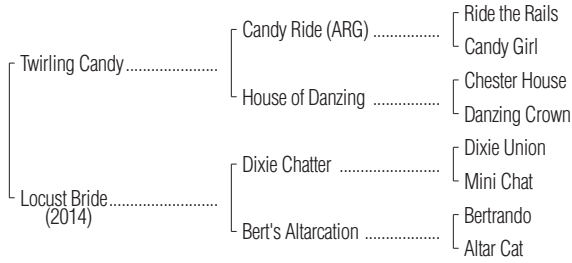 Ride the Rails
Candy Ride (ARG) ................
Candy Girl
Twirling Candy......................
Chester House
House of Danzing ................
Danzing Crown
Dixie Union
Dixie Chatter ........................
Mini Chat
Locust Bride..........................
(2014)
Bertrando
Bert's Altarcation ..................
Altar Cat